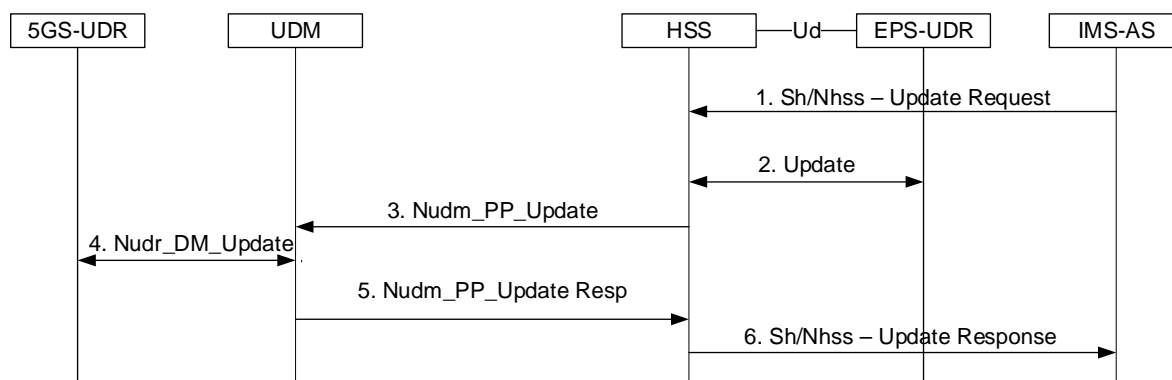 5GS-UDR
UDM
HSS
Ud
EPS-UDR
IMS-AS
1. Sh/Nhss – Update Request
2. Update
3. Nudm_PP_Update
4. Nudr_DM_Update
5. Nudm_PP_Update Resp
6. Sh/Nhss – Update Response